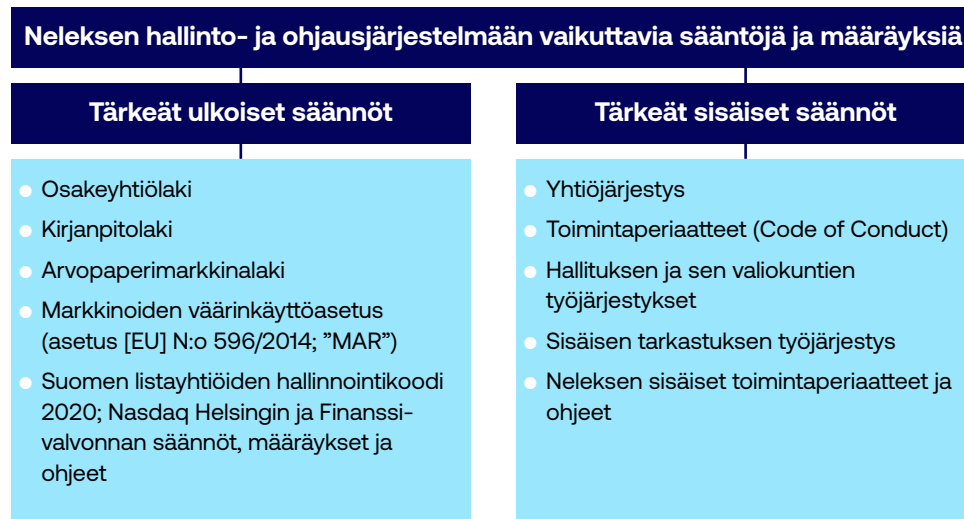 Neleksen hallinto- ja ohjausjärjestelmään vaikuttavia sääntöjä ja määräyksiä
Tärkeät ulkoiset säännöt
Osakeyhtiölaki
Kirjanpitolaki
Arvopaperimarkkinalaki
Markkinoiden väärinkäyttöasetus
(asetus [EU] N:o 596/2014; ”MAR”)
Suomen listayhtiöiden hallinnointikoodi
2020; Nasdaq Helsingin ja Finanssi-
valvonnan säännöt, määräykset ja
ohjeet
Tärkeät sisäiset säännöt
Yhtiöjärjestys
Toimintaperiaatteet (Code of Conduct)
Hallituksen ja sen valiokuntien
työjärjestykset
Sisäisen tarkastuksen työjärjestys
Neleksen sisäiset toimintaperiaatteet ja
ohjeet